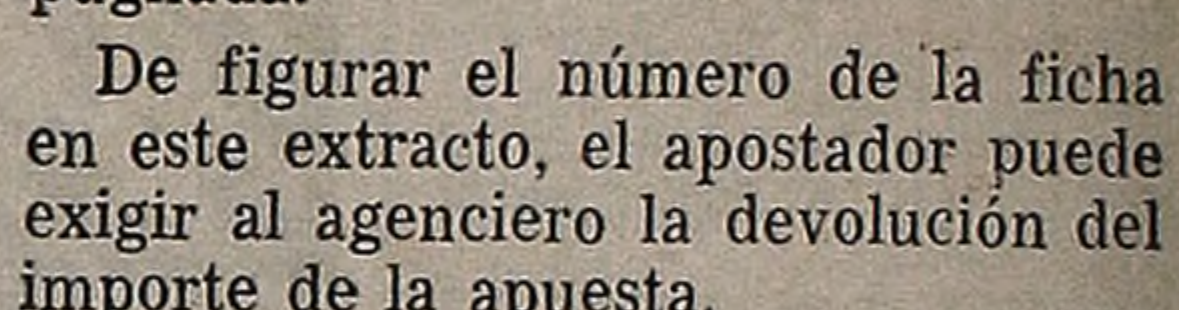 De figurar el número de la ficha
en este extracto, el apostador puede
exigir al agenciero la devolución del
importe de la apuesta.